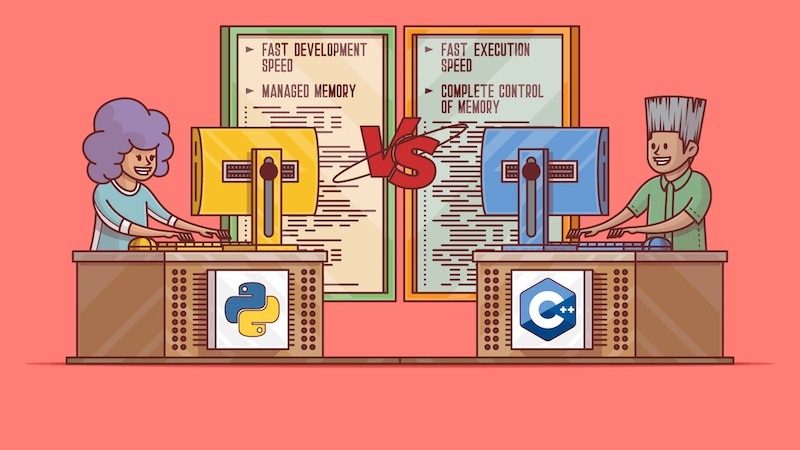 FAST DEVELOPMENT
SPEED
MANAGED MEMORY
FAST EXECUTION
SPEED
COMPLETE CONTROL
OF MEMORY
VS
C++